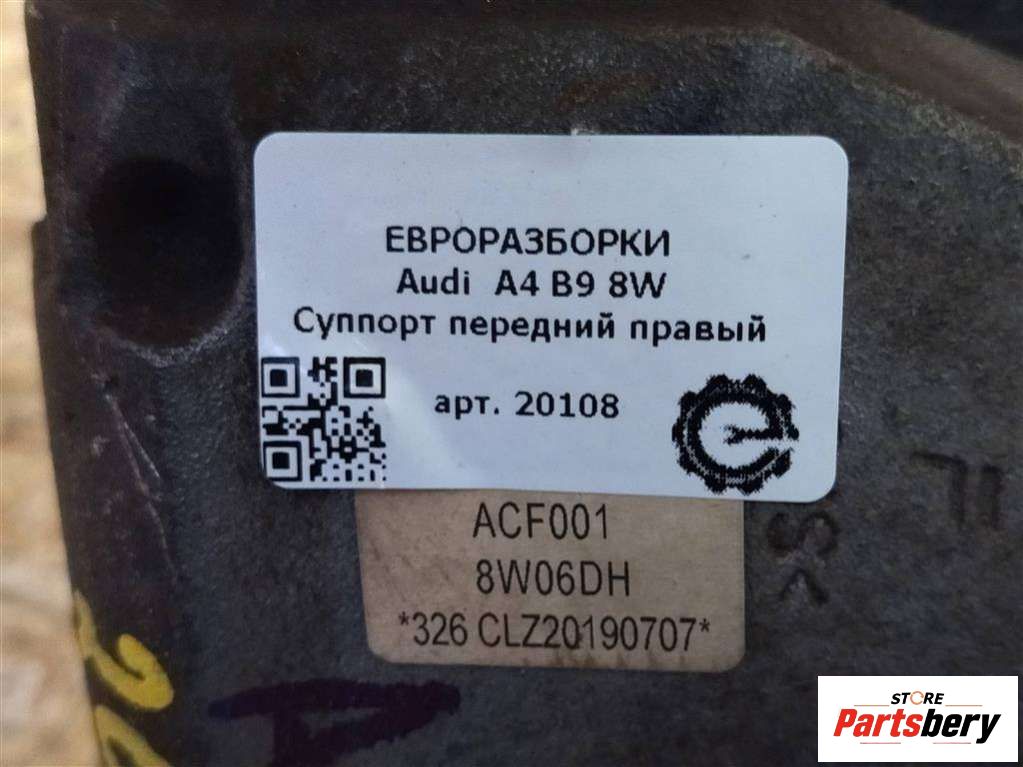 ЕВРОРАЗБОРКИ
Audi A4 B9 8W
Суппорт передний правый
арт. 20108
ACF001
8W06DH
*326 CLZ20190707*
STORE
Partsbery